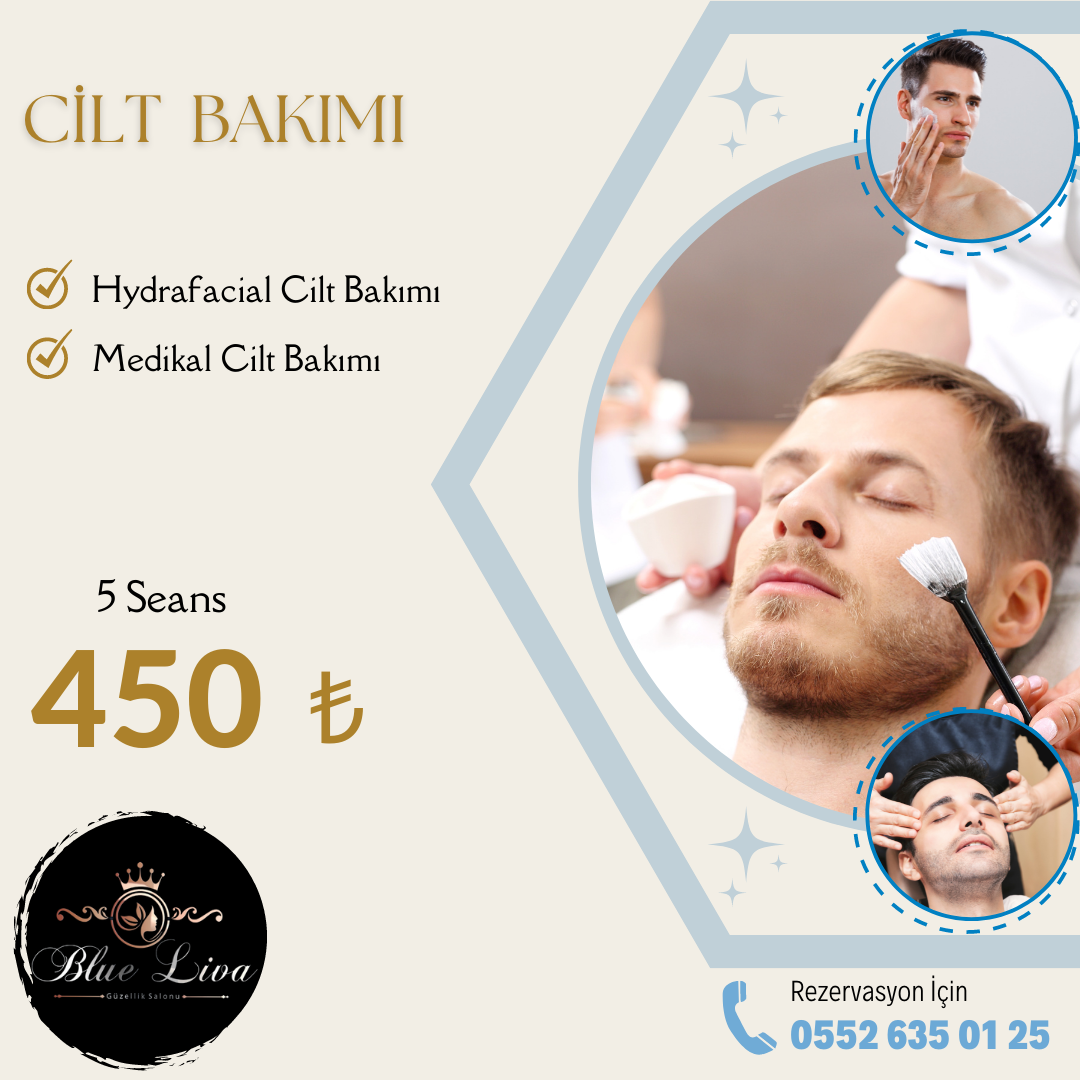 CİLT BAKIMI
Hydrafacial Cilt Bakımı
Medikal Cilt Bakımı
5 Seans
450 ₺
Blue Liva
Güzellik Salonu
Rezervasyon İçin
0552 635 01 25